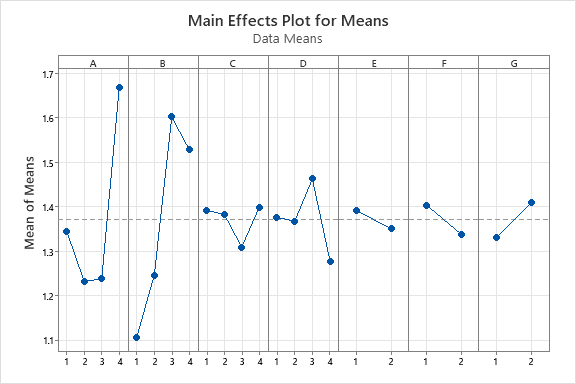 Main Effects Plot for Means
Data Means
A B C D E F G
Mean of Means
1.7
1.6
1.5
1.4
1.3
1.2
1.1
1 2 3 4 1 2 3 4 1 2 3 4 1 2 3 4 1 2 1 2 1 2